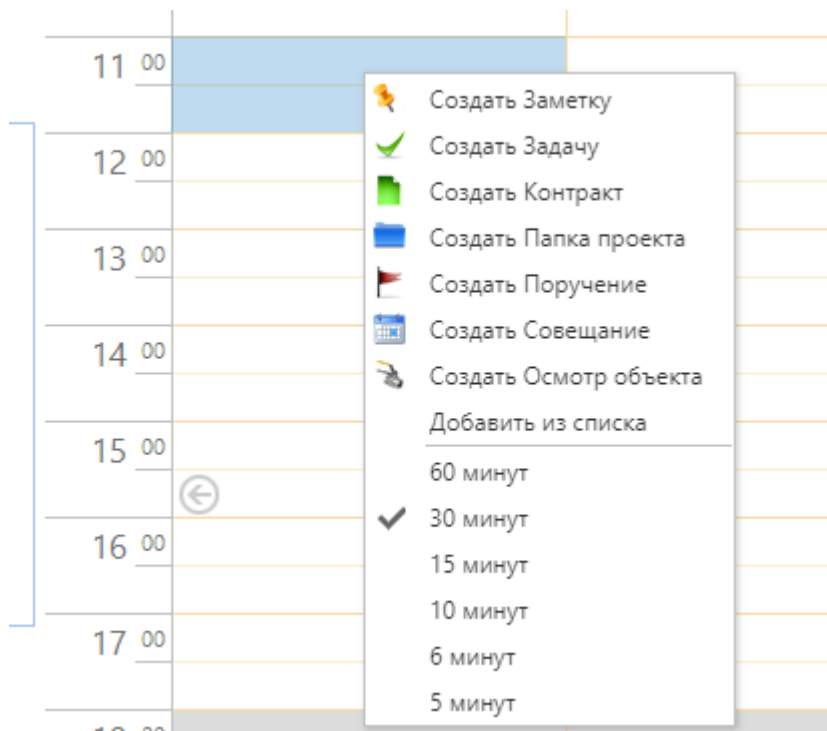 11 00
12 00
13 00
14 00
15 00
16 00
17 00
Создать Заметку
Создать Задачу
Создать Контракт
Создать Папка проекта
Создать Поручение
Создать Совещание
Создать Осмотр объекта
Добавить из списка
60 минут
30 минут
15 минут
10 минут
6 минут
5 минут